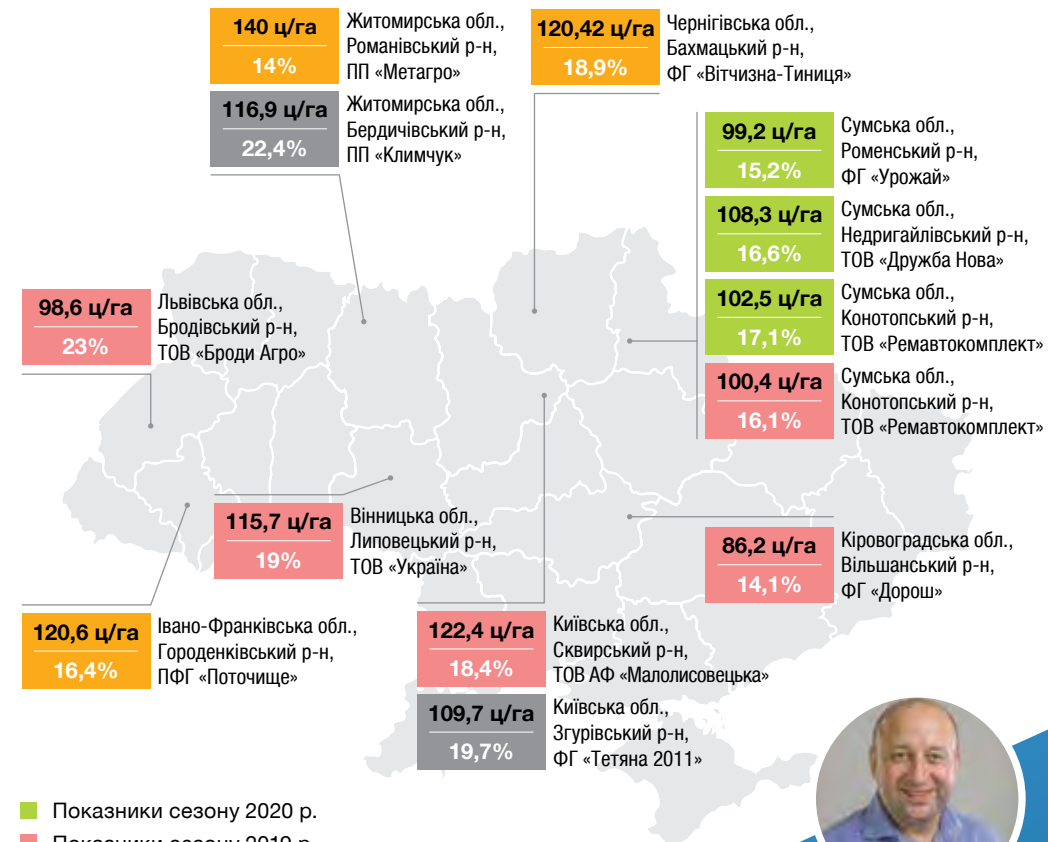 140 ц/га
14%
Житомирська обл.,
Романівський р-н,
ПП «Метагро»
116,9 ц/га
22,4%
Житомирська обл.,
Бердичівський р-н,
ПП «Климчук»
120,42 ц/га
18,9%
Чернігівська обл.,
Бахмацький р-н,
ФГ «Вітчизна-Тиниця»
99,2 ц/га
15,2%
Сумська обл.,
Роменський р-н,
ФГ «Урожай»
108,3 ц/га
16,6%
Сумська обл.,
Недригайлівський р-н,
ТОВ «Дружба Нова»
102,5 ц/га
17,1%
Сумська обл.,
Конотопський р-н,
ТОВ «Ремавтокомплект»
100,4 ц/га
16,1%
Сумська обл.,
Конотопський р-н,
ТОВ «Ремавтокомплект»
98,6 ц/га
23%
Львівська обл.,
Бродівський р-н,
ТОВ «Броди Агро»
115,7 ц/га
19%
Вінницька обл.,
Липовецький р-н,
ТОВ «Україна»
86,2 ц/га
14,1%
Кіровоградська обл.,
Вільшанський р-н,
ФГ «Дорош»
120,6 ц/га
16,4%
Івано-Франківська обл.,
Городенківський р-н,
ПФГ «Поточище»
122,4 ц/га
18,4%
Київська обл.,
Сквирський р-н,
ТОВ АФ «Малолисовецька»
109,7 ц/га
19,7%
Київська обл.,
Згурівський р-н,
ФГ «Тетяна 2011»
Показники сезону 2020 р.
Показники сезону 2019 р.